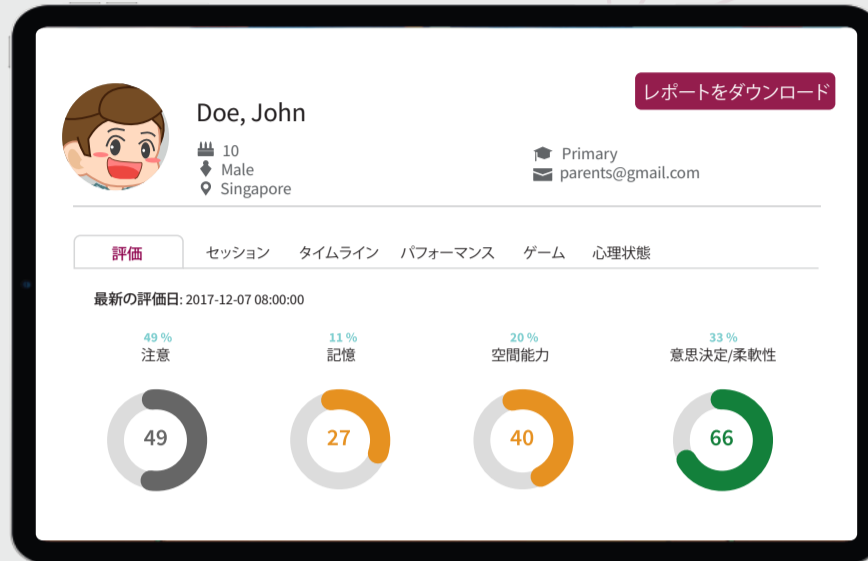 レポートをダウンロード
Doe, John
10
Male
Singapore
Primary
parents@gmail.com
評価 セッション タイムライン パフォーマンス ゲーム 心理状態
最新の評価日: 2017-12-07 08:00:00
49 % 11 % 20 % 33 %
注意 記憶 空間能力 意思決定/柔軟性
49 27 40 66